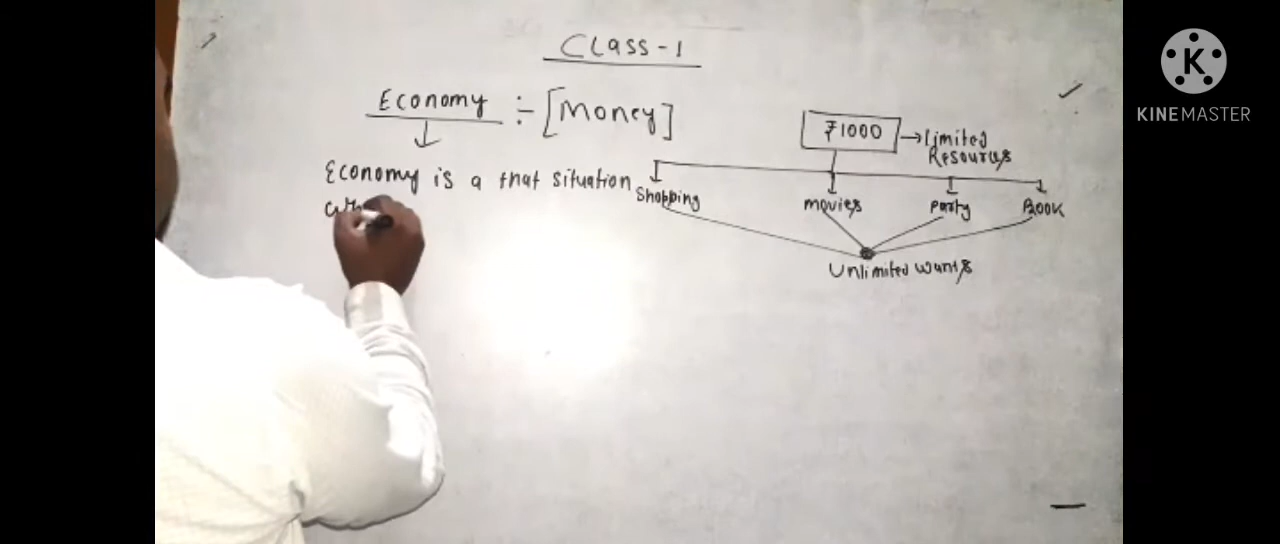 Class-1
Economy :- [Money]
₹1000 → Limited
Resources
Economy is a that situation
Shopping
movies
Party
Book
Unlimited wants
K
KINEMASTER